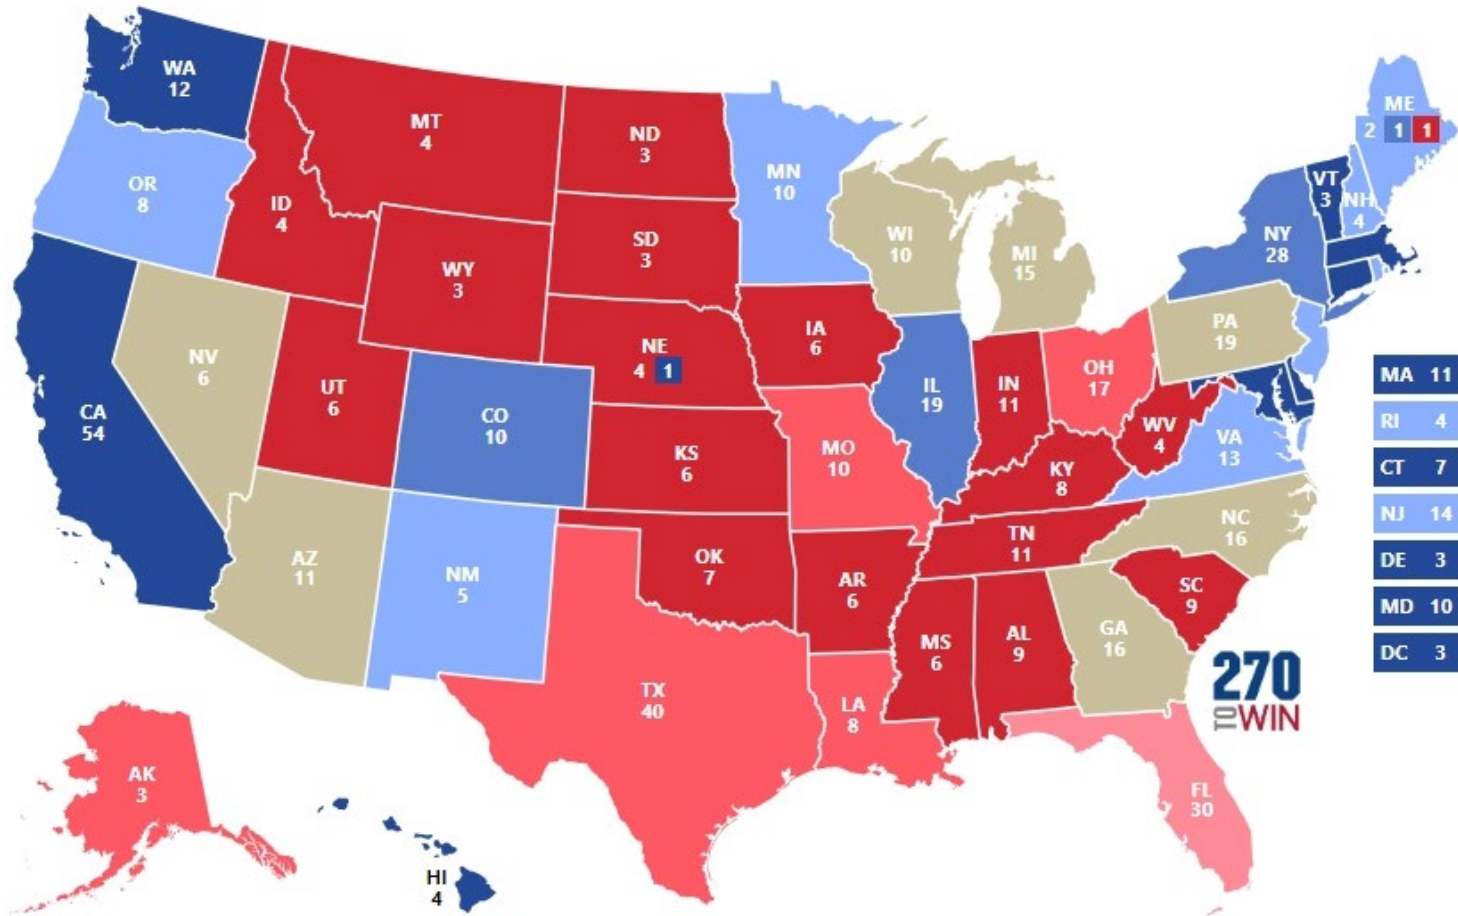 WA
12
OR
8
CA
54
NV
6
ID
4
MT
4
WY
3
UT
6
AZ
11
CO
10
NM
5
ND
3
SD
3
NE
4 1
KS
6
OK
7
TX
40
MN
10
IA
6
MO
10
AR
6
LA
8
WI
10
IL
19
MI
15
IN
11
OH
17
KY
8
TN
11
MS
6
AL
9
GA
16
FL
30
SC
9
NC
16
VA
13
WV
4
PA
19
NY
28
VT
3
NH
4
ME
2 1 1
MA 11
RI 4
CT 7
NJ 14
DE 3
MD 10
DC 3
AK
3
HI
4
270
TO WIN